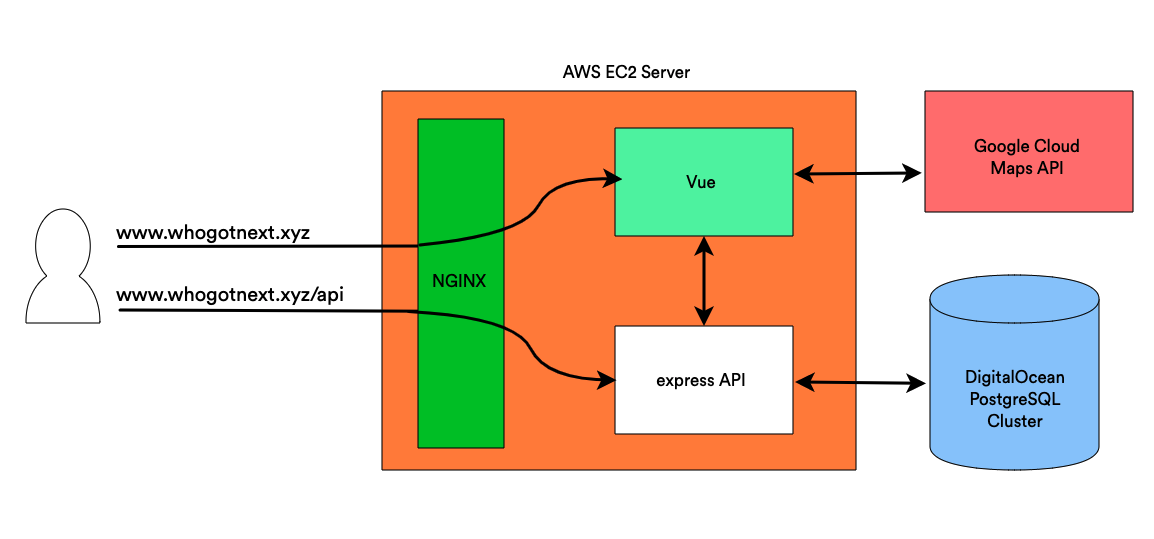 AWS EC2 Server
www.whogotnext.xyz
www.whogotnext.xyz/api
NGINX
Vue
express API
Google Cloud
Maps API
DigitalOcean
PostgreSQL
Cluster